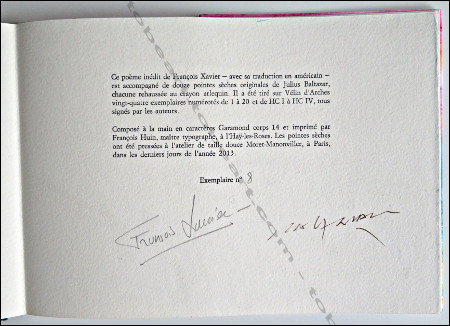 Ce poème inédit de François Xavier – avec sa traduction en américain –
est accompagné de douze pointes sèches originales de Julius Baltazar,
chacune rehaussée au crayon arlequin. Il a été tiré sur Vélin d'Arches
vingt-quatre exemplaires numérotés de 1 à 20 et de HC I à HC IV, tous
signés par les auteurs.
Composé à la main en caractères Garamond corps 14 et imprimé par
François Huin, maître typographe, à l'Haÿ-les-Roses. Les pointes sèches
ont été pressées à l'atelier de taille douce Moret-Manonviller, à Paris,
dans les derniers jours de l'année 2013.
Exemplaire n° 8
François Xavier